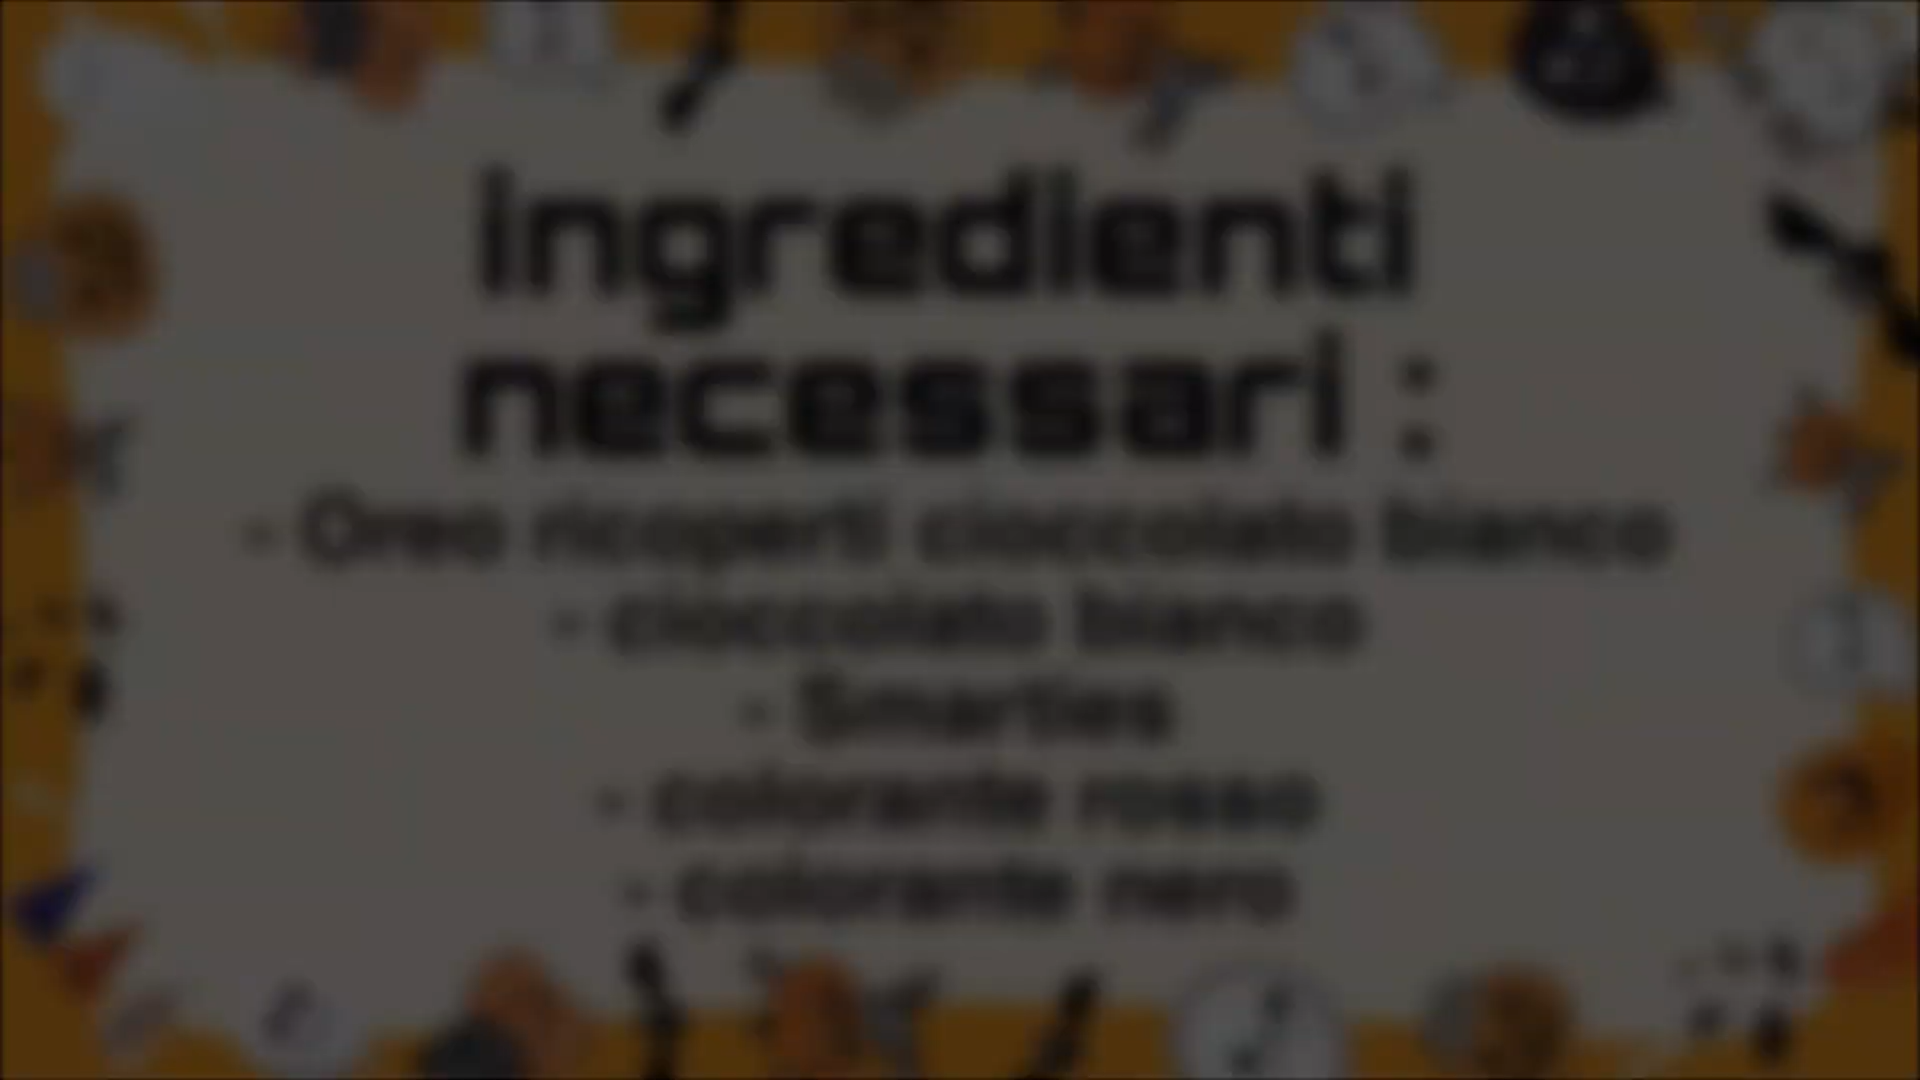 ingredienti
necessari :
- Oreo ricoperti cioccolato bianco
- cioccolato bianco
- Smarties
- colorante rosso
- colorante nero